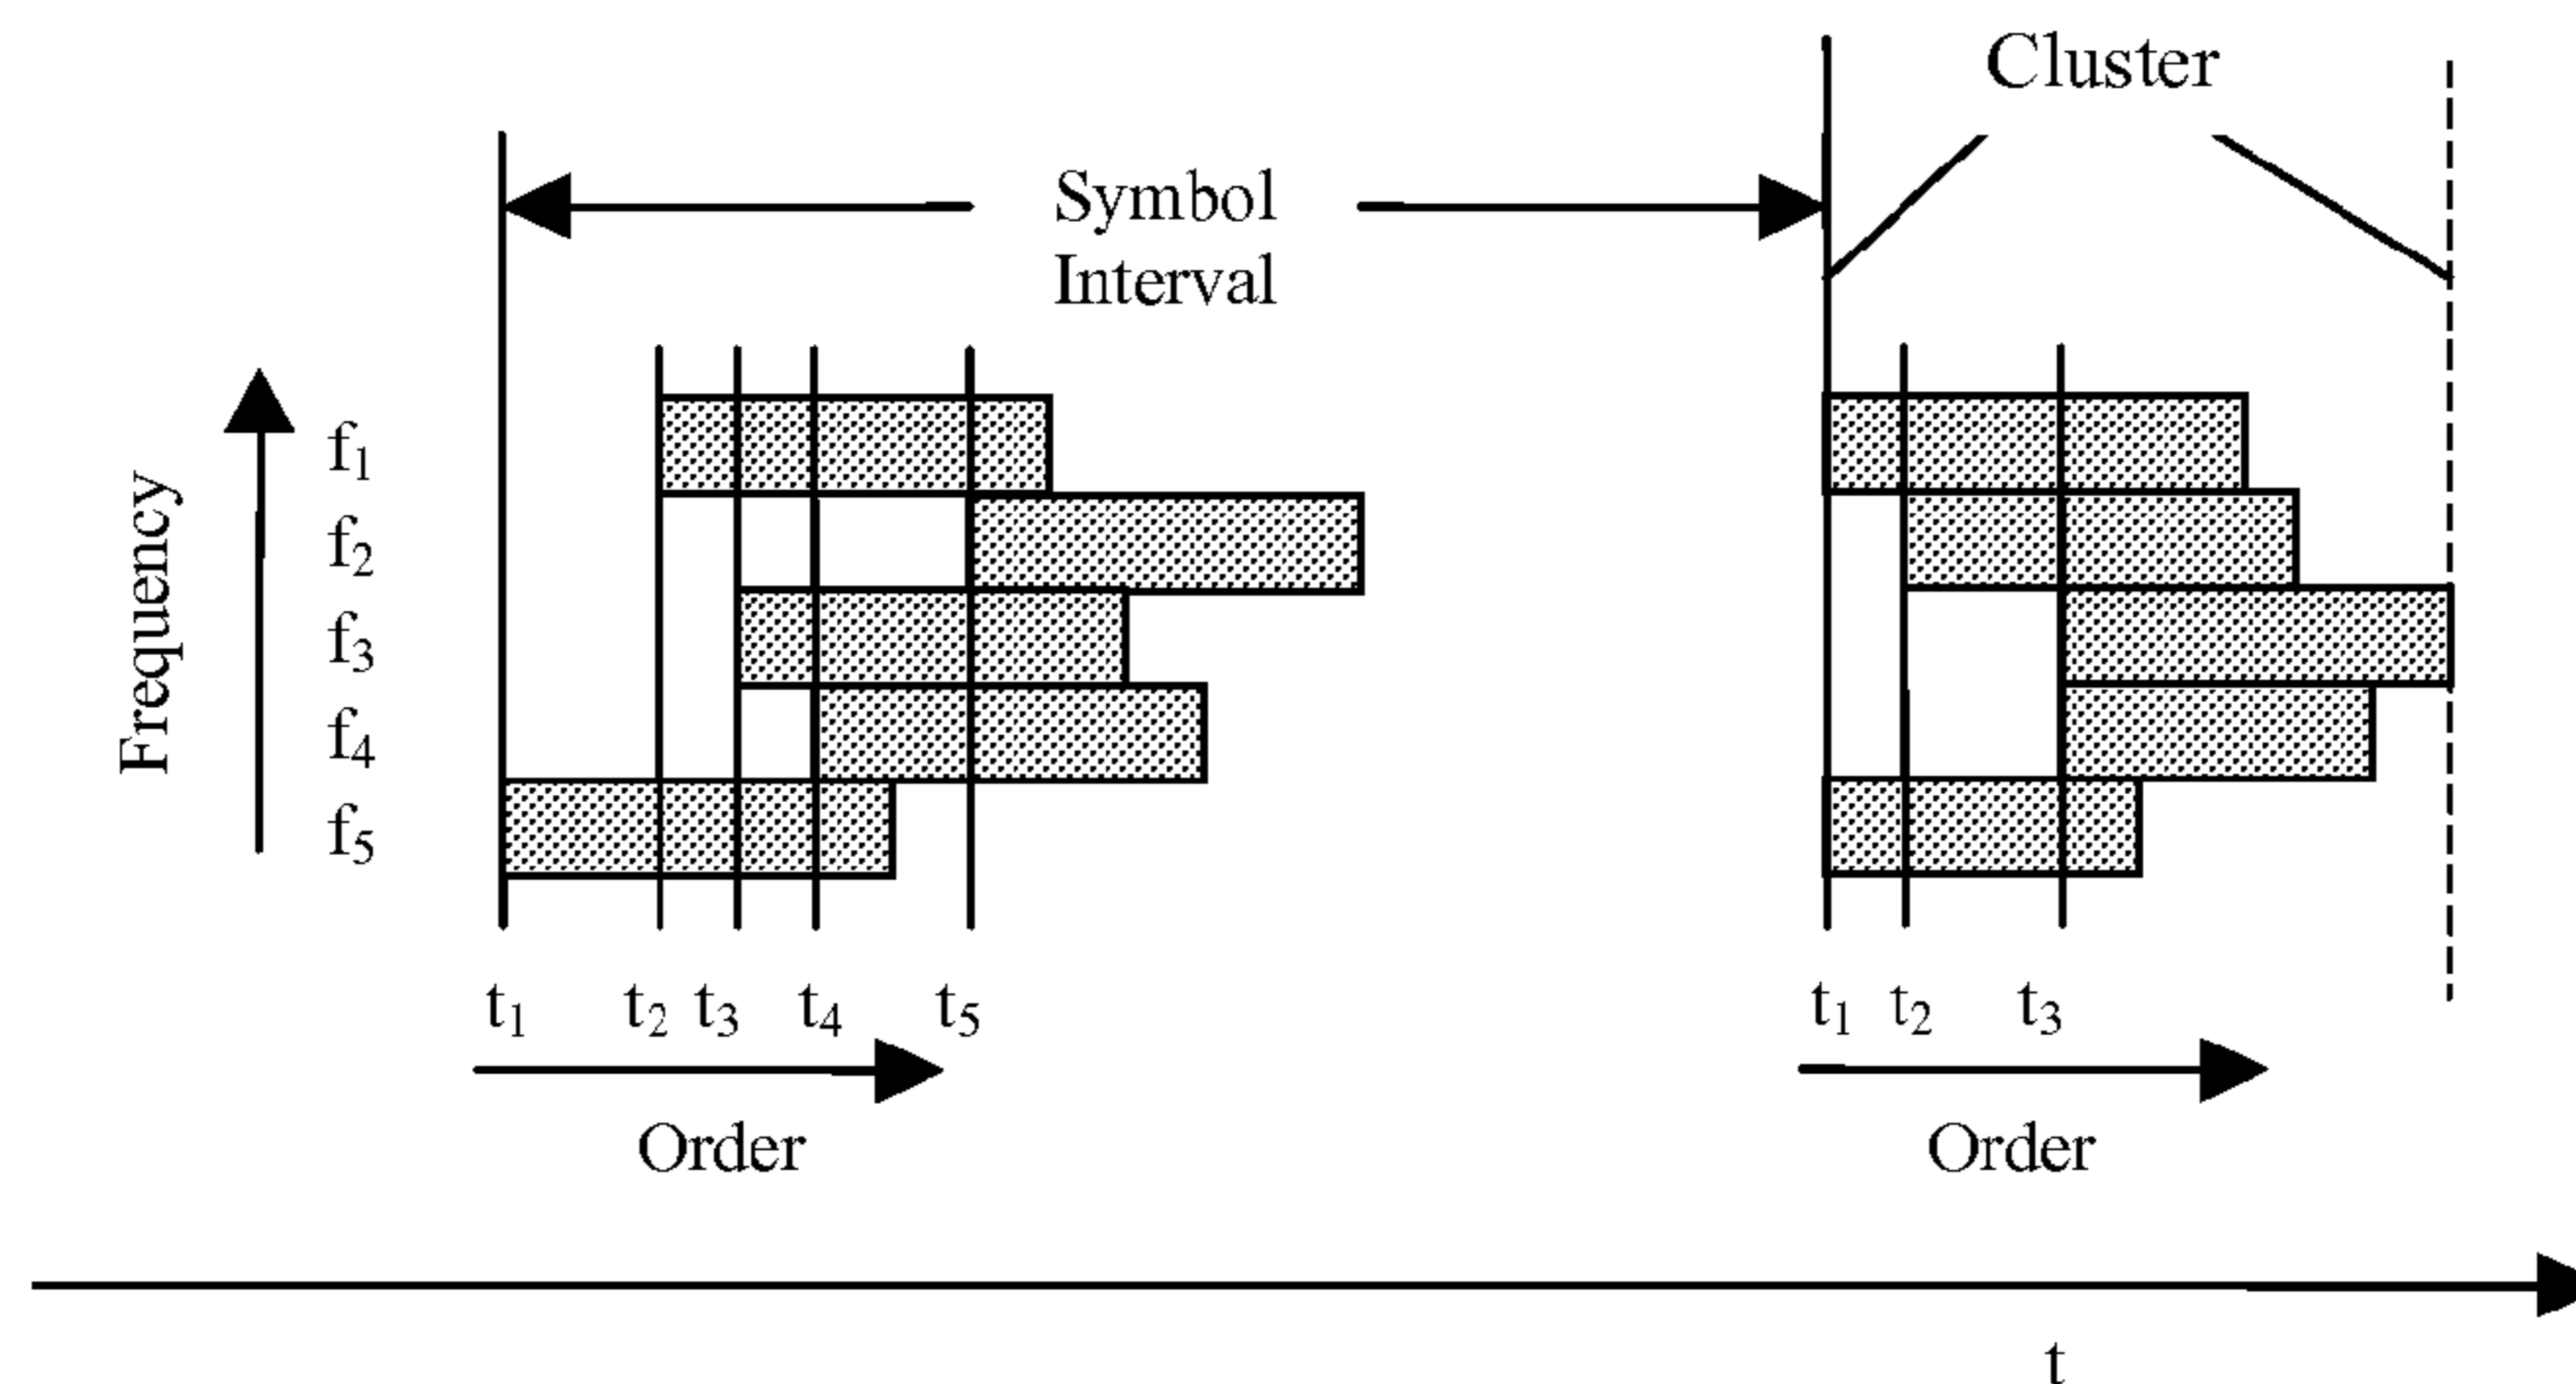 Cluster
Symbol
Interval
Frequency
f₁
f₂
f₃
f₄
f₅
t₁ t₂ t₃ t₄ t₅
t₁ t₂ t₃
Order
Order
t